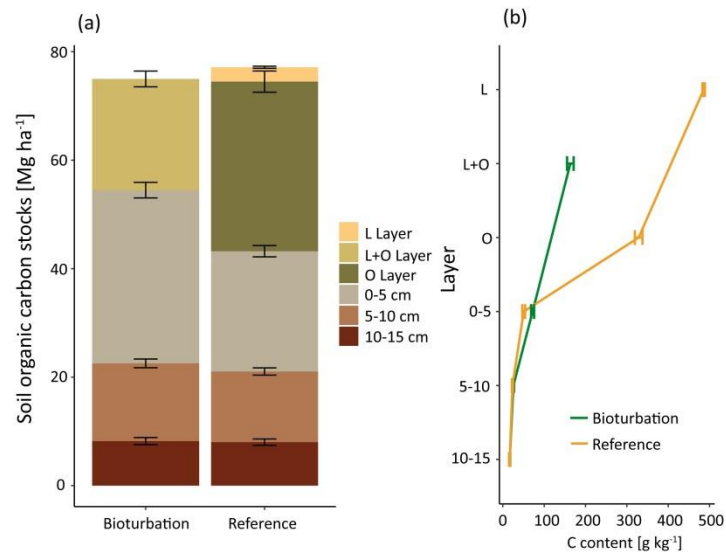 (a)
Soil organic carbon stocks [Mg ha⁻¹]
80
60
40
20
0
Bioturbation
Reference
L Layer
L+O Layer
O Layer
0-5 cm
5-10 cm
10-15 cm
(b)
Layer
L
L+O
O
0-5
5-10
10-15
Bioturbation
Reference
0 100 200 300 400 500
C content [g kg⁻¹]